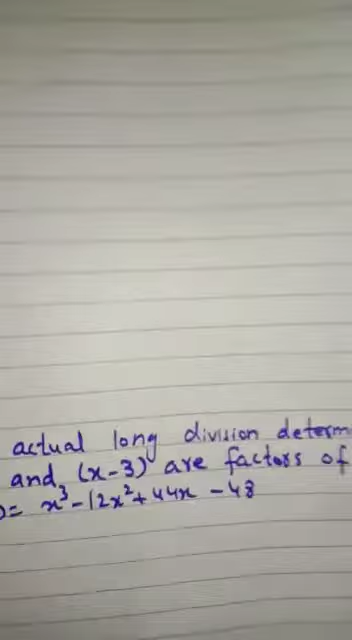 actual long division determ
and (x-3) are factors of
)= x³-12x²+44x -48